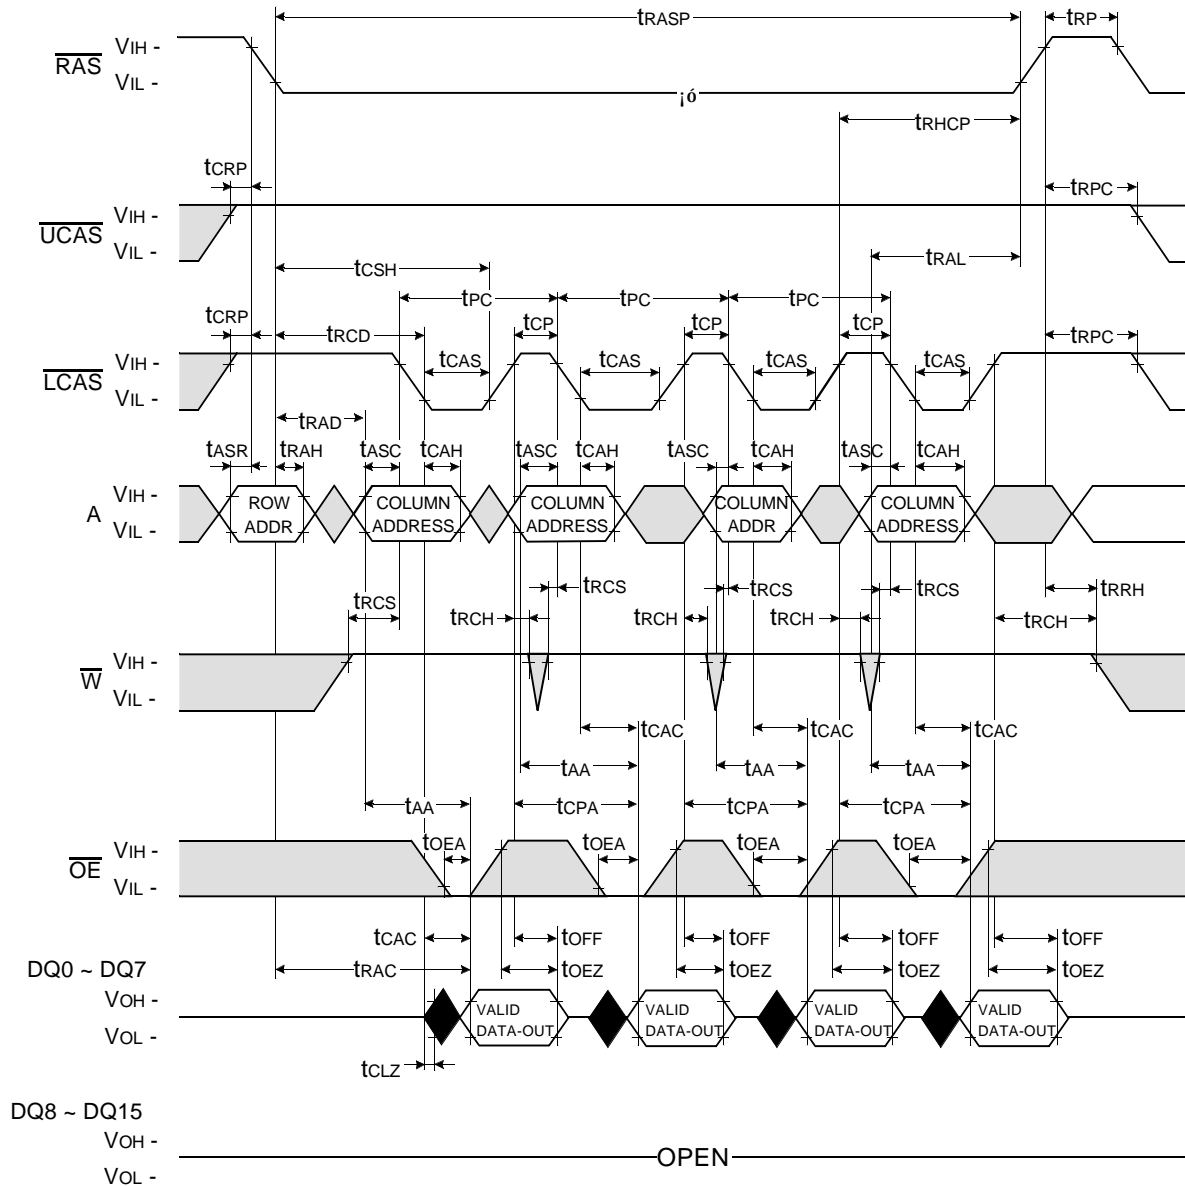 tRASP tRP
RAS VIH -
VIL -
¡ó
tRHCP
tCRP tRPC
UCAS VIH -
VIL -
tRAL
tCSH
tPC tPC tPC
tCRP tRCD tCP tCP tCP tRPC
LCAS VIH -
VIL -
tCAS tCAS tCAS tCAS
tRAD
tASR tRAH tASC tCAH tASC tCAH tASC tCAH tASC tCAH
A VIH -
VIL -
ROW ADDR
COLUMN ADDRESS
COLUMN ADDRESS
COLUMN ADDR
COLUMN ADDRESS
tRCS tRCS tRCS tRCS tRRH
tRCH tRCH tRCH tRCH
W VIH -
VIL -
tCAC tCAC tCAC
tAA tAA tAA
tAA tCPA tCPA tCPA
tOEA tOEA tOEA tOEA
OE VIH -
VIL -
tCAC tOFF tOFF tOFF tOFF
DQ0 ~ DQ7
tRAC tOEZ tOEZ tOEZ tOEZ
VOH -
VOL -
VALID DATA-OUT
VALID DATA-OUT
VALID DATA-OUT
VALID DATA-OUT
tCLZ
DQ8 ~ DQ15
VOH -
OPEN
VOL -